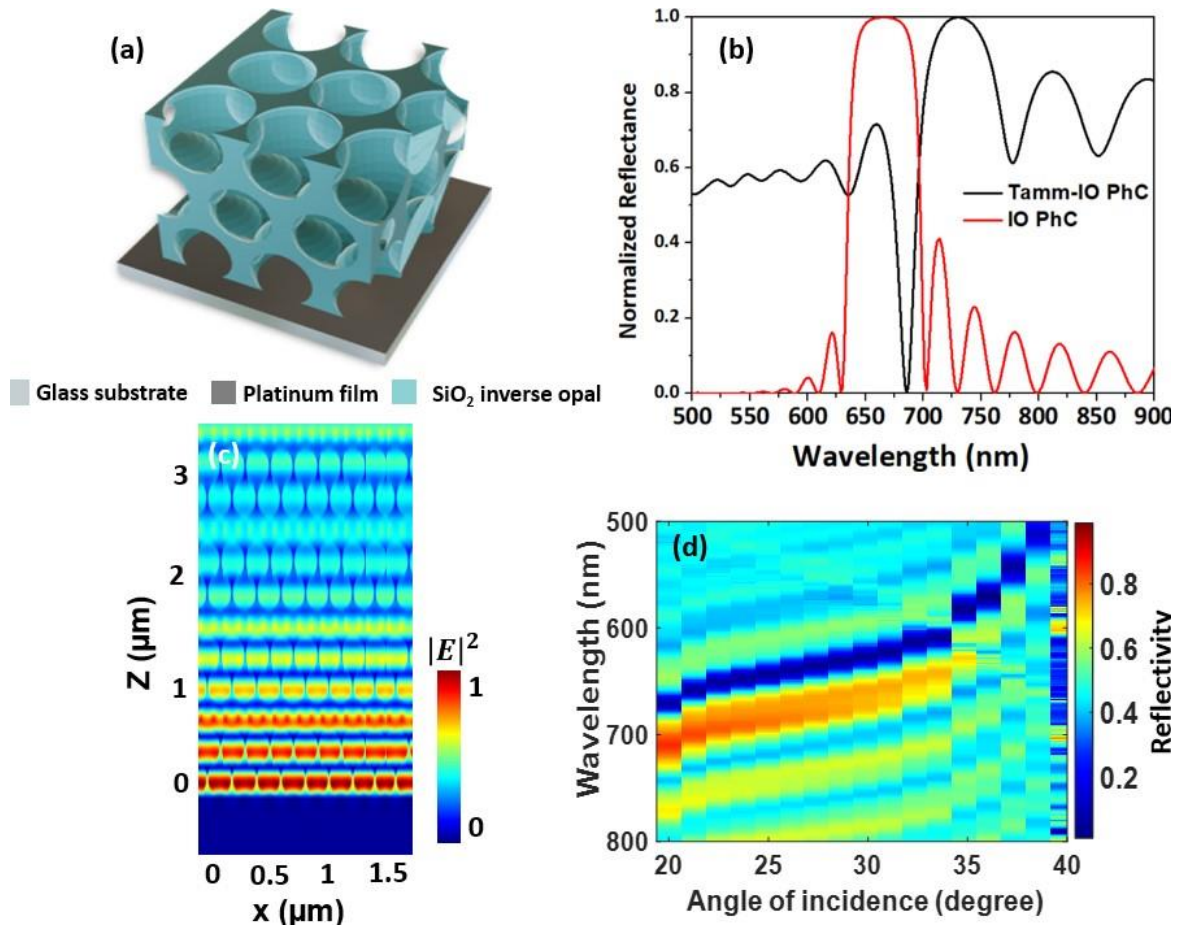 (a)
Glass substrate Platinum film SiO₂ inverse opal
(b)
Normalized Reflectance
1.0
0.8
0.6
0.4
0.2
0.0
Tamm-IO PhC
IO PhC
500 550 600 650 700 750 800 850 900
Wavelength (nm)
(c)
Z (µm)
3
2
1
0
|E|²
1
0
0 0.5 1 1.5
x (µm)
(d)
Wavelength (nm)
500
600
700
800
20 25 30 35 40
Angle of incidence (degree)
0.8
0.6
0.4
0.2
Reflectivity